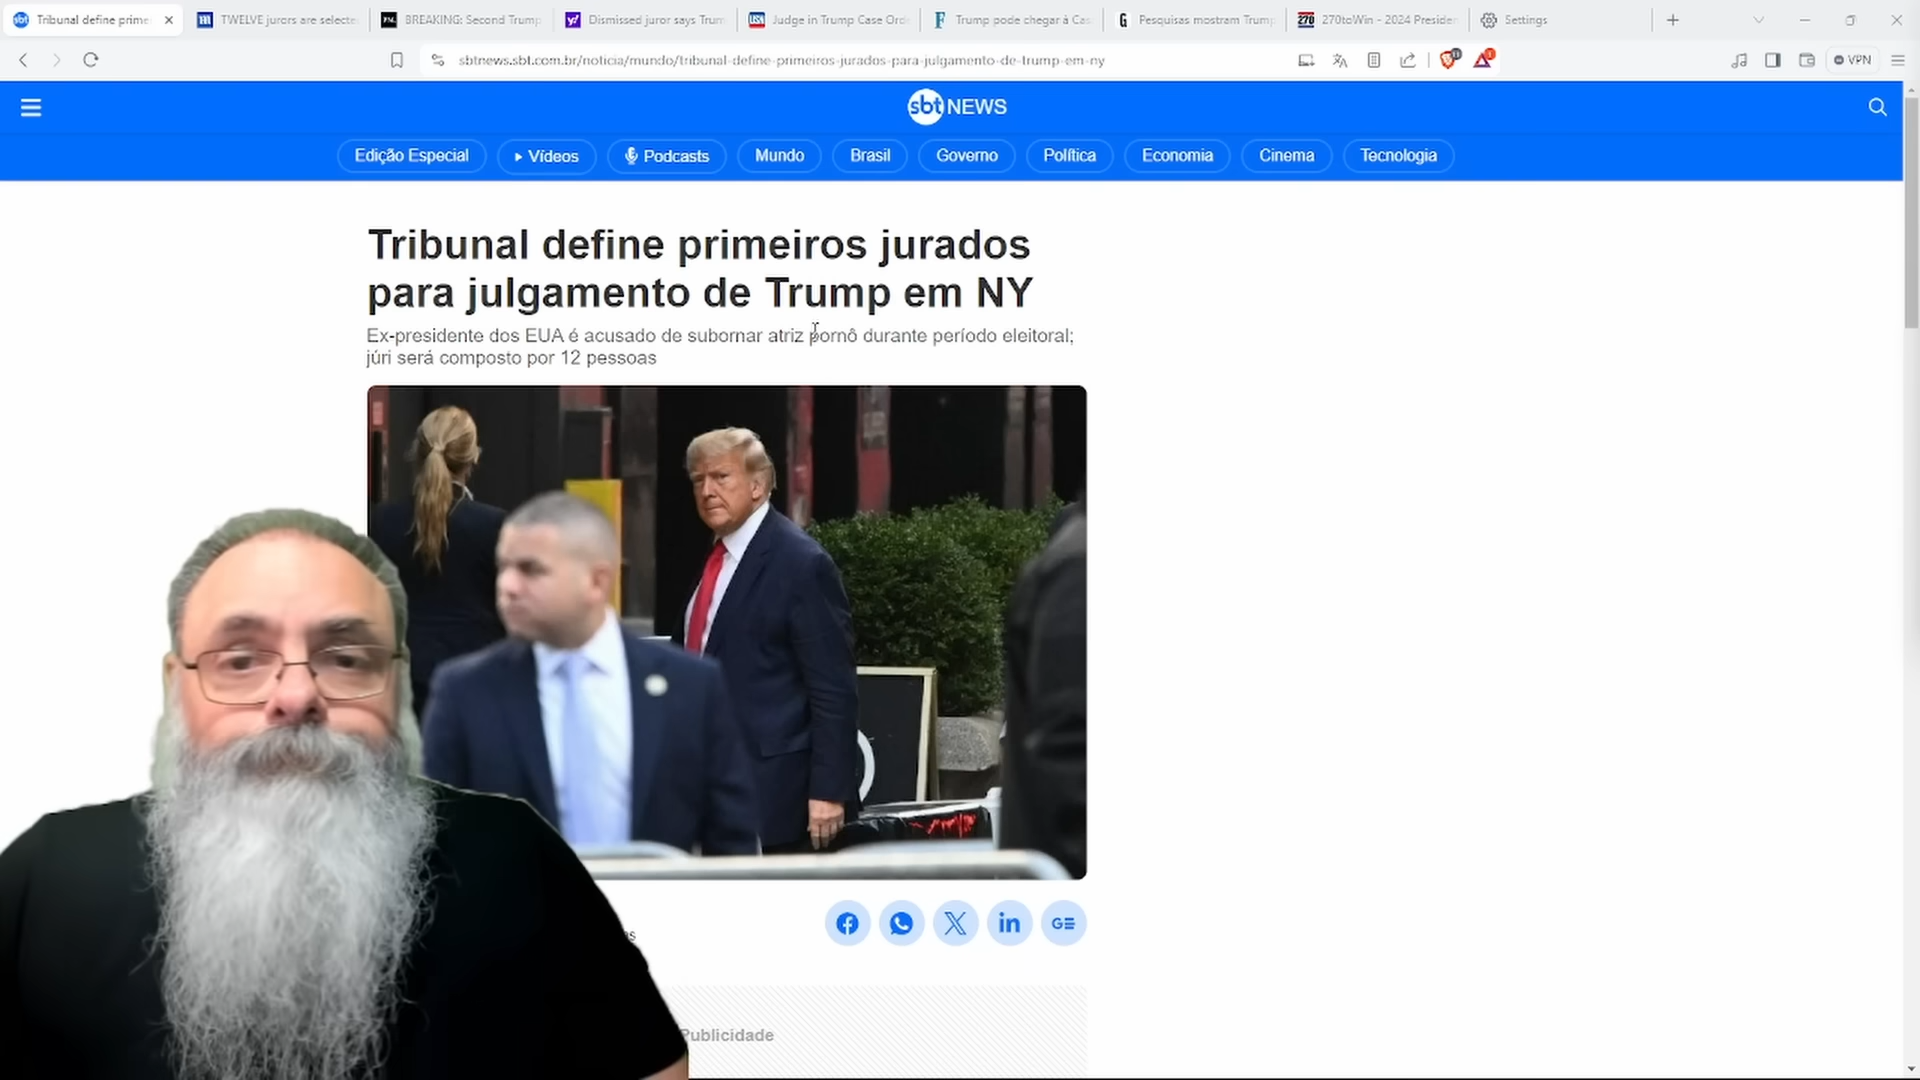 Tribunal define prime
TWELVE jurors are selecte
BREAKING: Second Trump
Dismissed juror says Trum
Judge in Trump Case Ord
Trump pode chegar à Ca
Pesquisas mostram Trump
270toWin - 2024 Preside
Settings
sbtnews.sbt.com.br/noticia/mundo/tribunal-define-primeiros-jurados-para-julgamento-de-trump-em-ny
VPN
sbt NEWS
Edição Especial
Vídeos
Podcasts
Mundo
Brasil
Governo
Política
Economia
Cinema
Tecnologia
Tribunal define primeiros jurados
para julgamento de Trump em NY
Ex-presidente dos EUA é acusado de subornar atriz pornô durante período eleitoral;
júri será composto por 12 pessoas
Publicidade